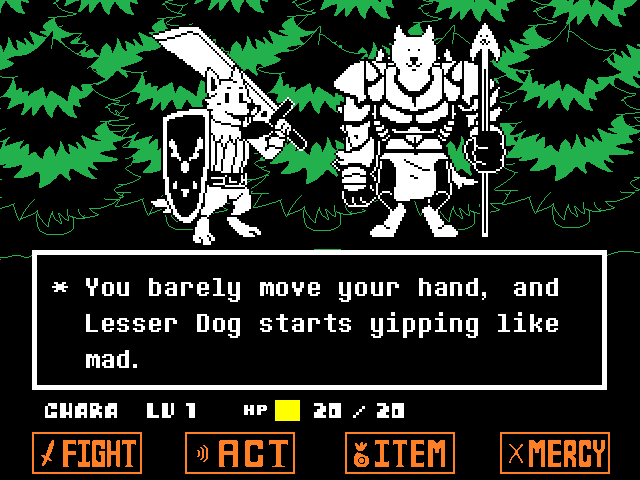 * You barely move your hand, and
Lesser Dog starts yipping like
mad.
CHARA LV 1 HP 20 / 20
FIGHT ACT ITEM MERCY